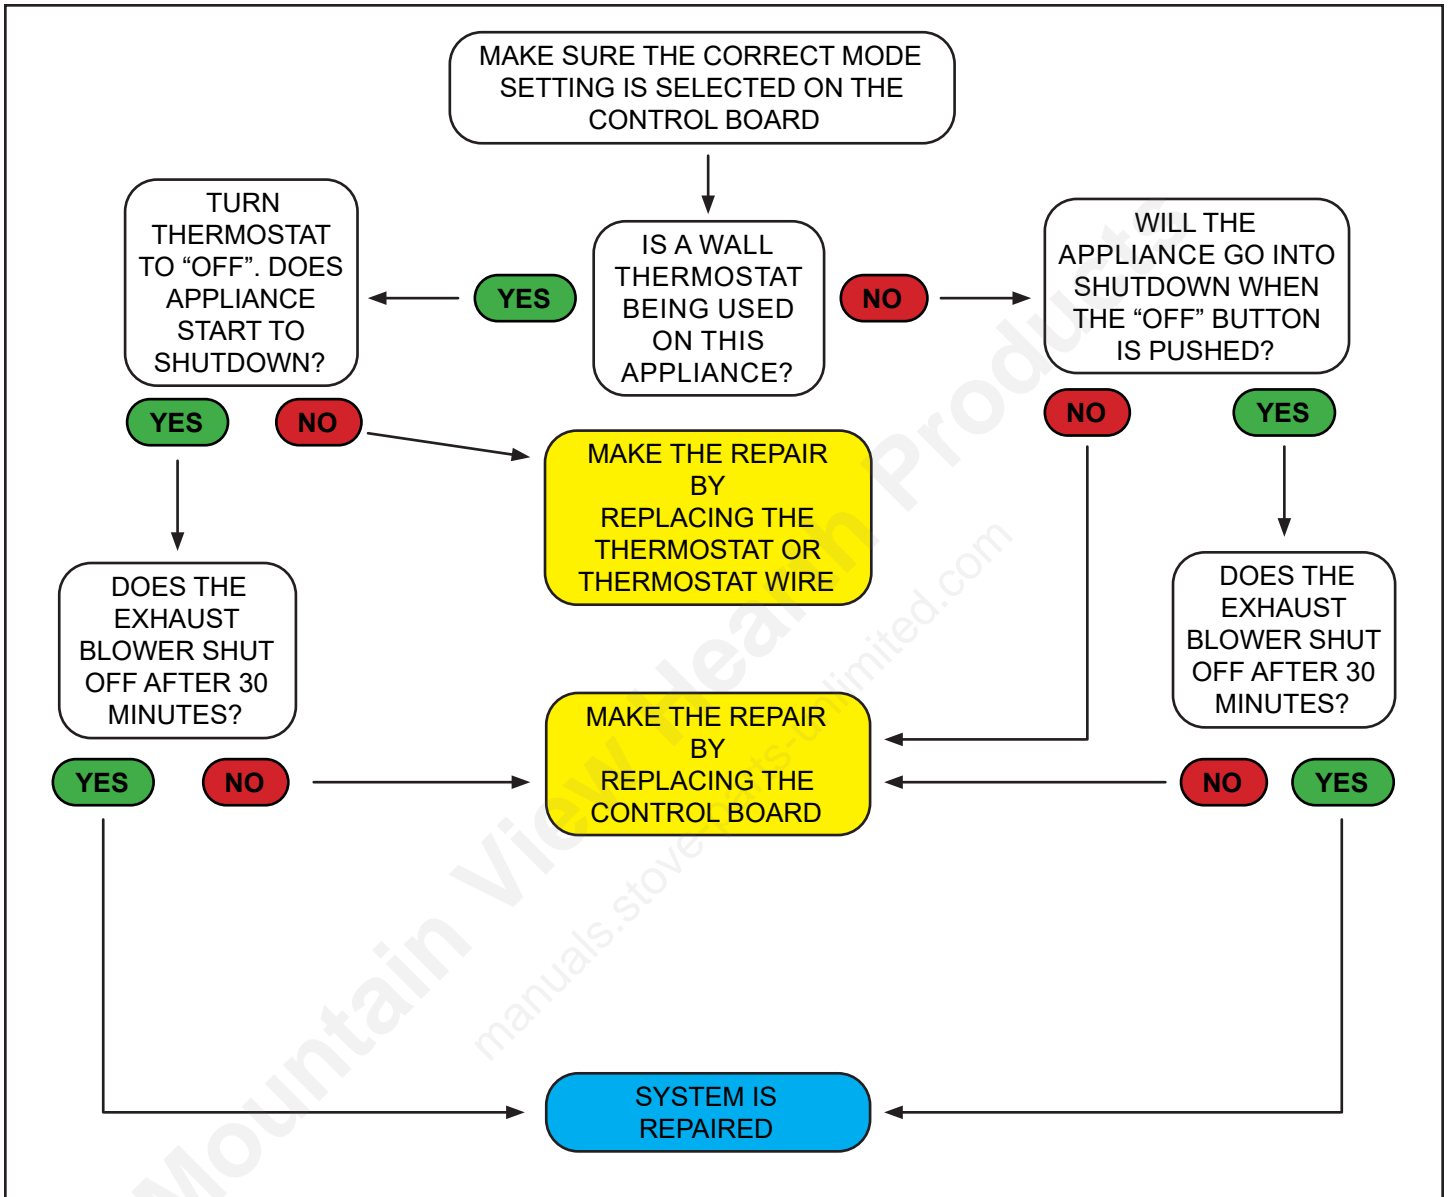 MAKE SURE THE CORRECT MODE
SETTING IS SELECTED ON THE
CONTROL BOARD
TURN
THERMOSTAT
TO “OFF”. DOES
APPLIANCE
START TO
SHUTDOWN?
YES
IS A WALL
THERMOSTAT
BEING USED
ON THIS
APPLIANCE?
NO
WILL THE
APPLIANCE GO INTO
SHUTDOWN WHEN
THE “OFF” BUTTON
IS PUSHED?
YES
NO
NO
YES
MAKE THE REPAIR
BY
REPLACING THE
THERMOSTAT OR
THERMOSTAT WIRE
DOES THE
EXHAUST
BLOWER SHUT
OFF AFTER 30
MINUTES?
DOES THE
EXHAUST
BLOWER SHUT
OFF AFTER 30
MINUTES?
MAKE THE REPAIR
BY
REPLACING THE
CONTROL BOARD
YES
NO
NO
YES
SYSTEM IS
REPAIRED
Mountain View Hearth Products
manuals.stove-parts-unlimited.com